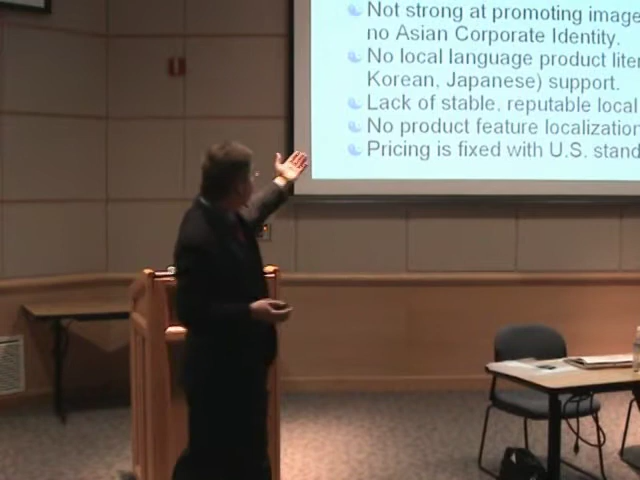 Not strong at promoting image
no Asian Corporate Identity.
No local language product liter
Korean, Japanese) support.
Lack of stable, reputable local
No product feature localization
Pricing is fixed with U.S. stand